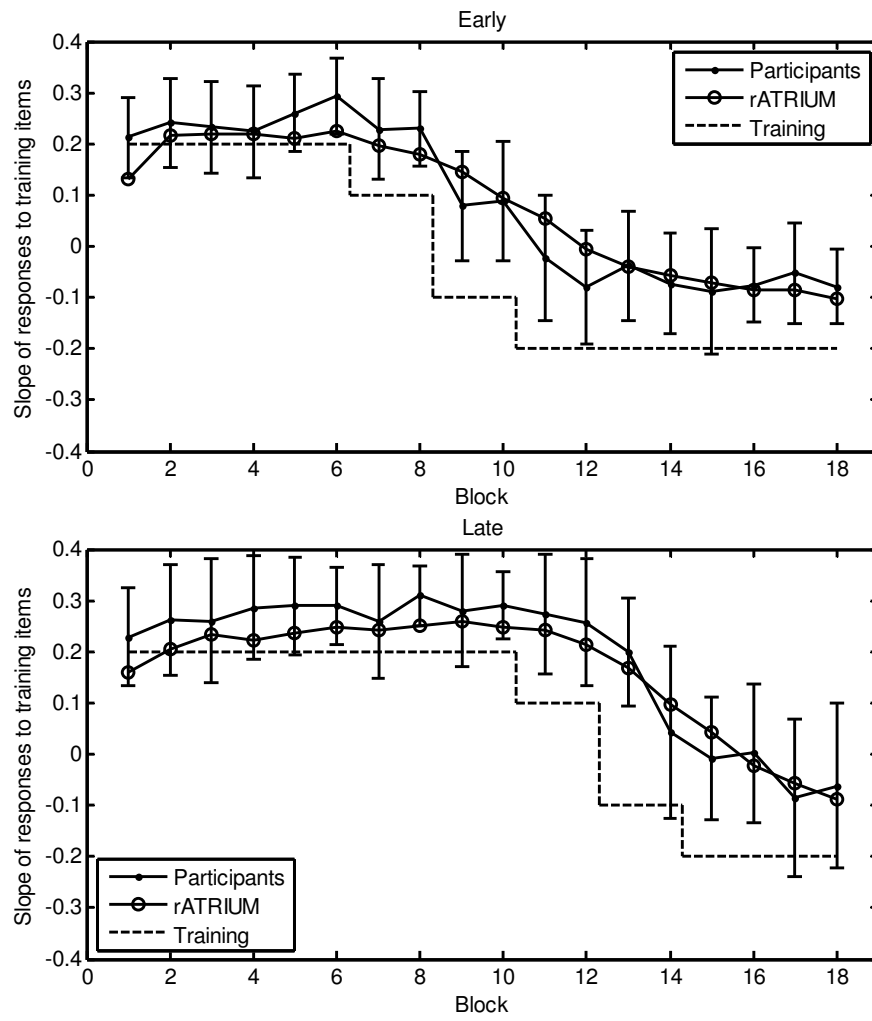 Early
Slope of responses to training items
0.4
0.3
0.2
0.1
0
-0.1
-0.2
-0.3
-0.4
Participants
rATRIUM
Training
0 2 4 6 8 10 12 14 16 18
Block
Late
Slope of responses to training items
0.4
0.3
0.2
0.1
0
-0.1
-0.2
-0.3
-0.4
Participants
rATRIUM
Training
0 2 4 6 8 10 12 14 16 18
Block